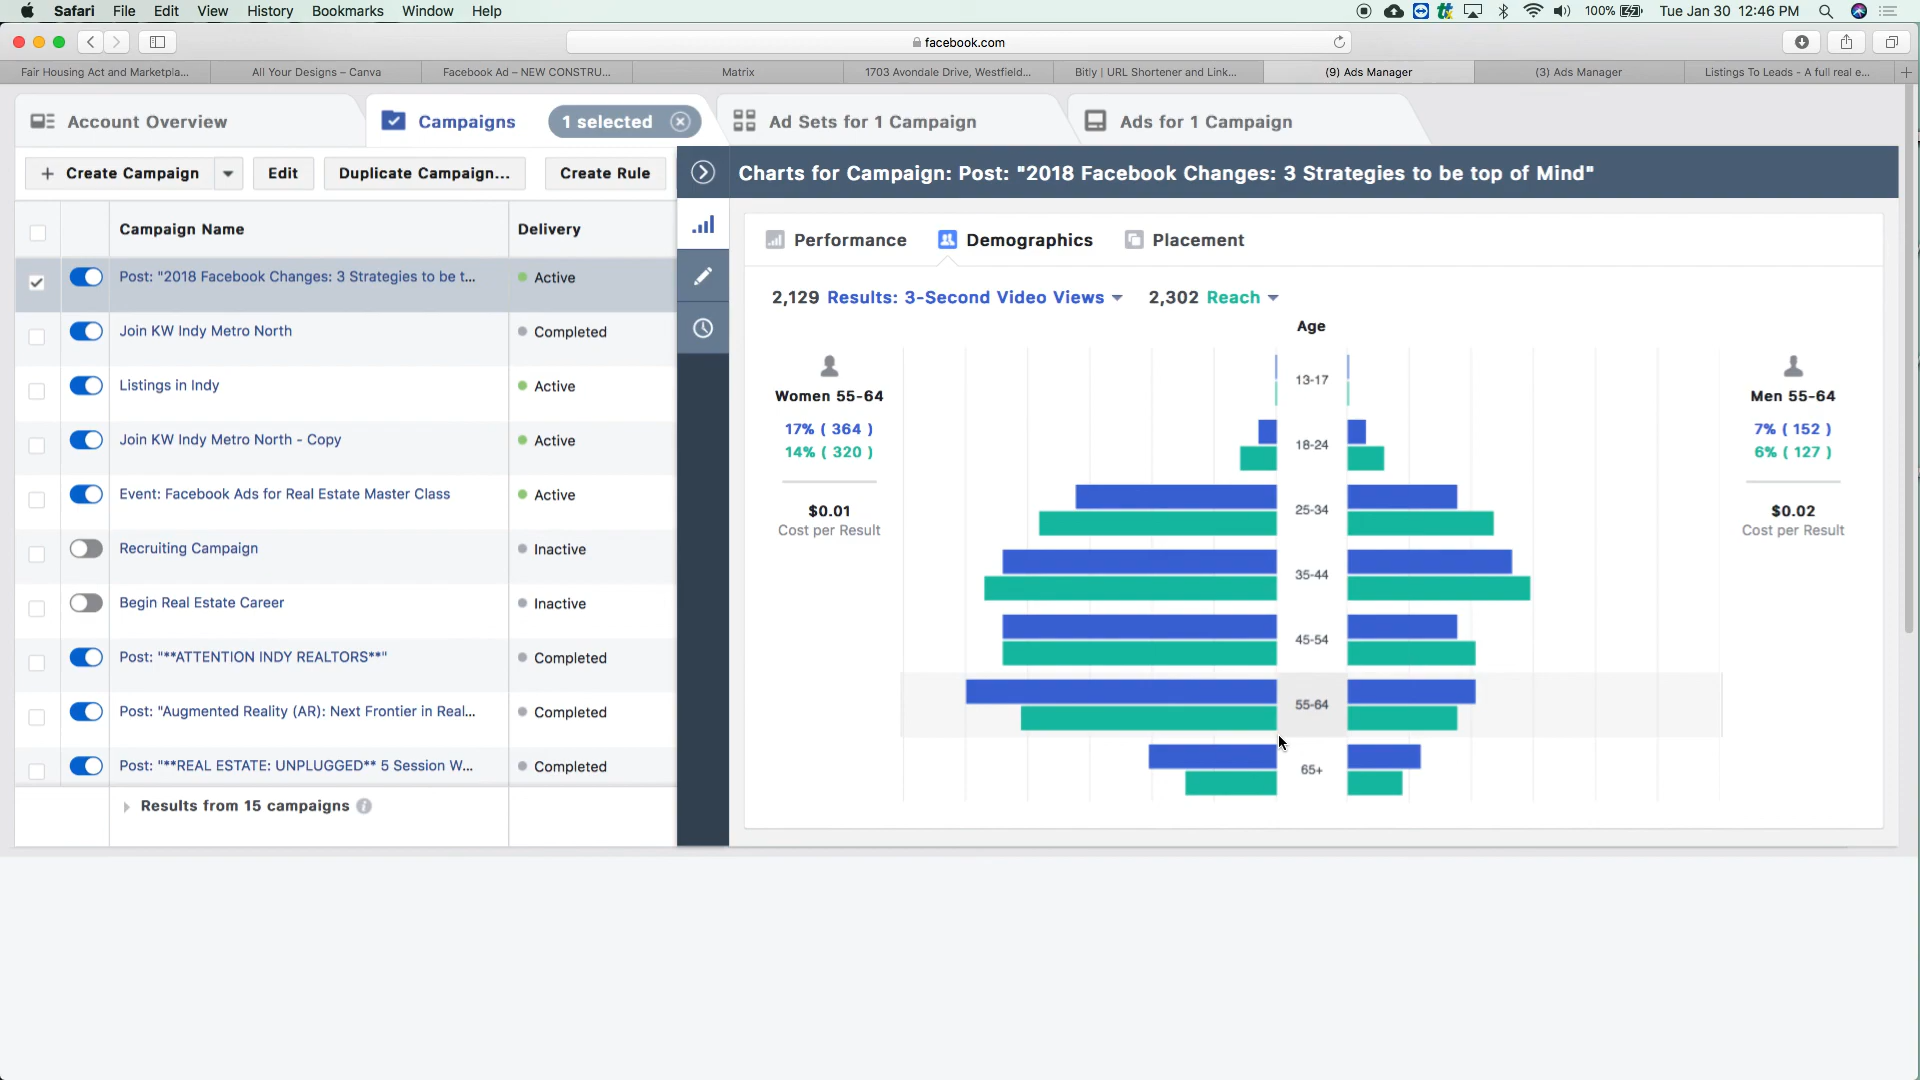 Safari File Edit View History Bookmarks Window Help
100% Tue Jan 30 12:46 PM
facebook.com
Fair Housing Act and Marketpla...
All Your Designs – Canva
Facebook Ad – NEW CONSTRU...
Matrix
1703 Avondale Drive, Westfield...
Bitly | URL Shortener and Link...
(9) Ads Manager
(3) Ads Manager
Listings To Leads - A full real e...
Account Overview
Campaigns
1 selected
Ad Sets for 1 Campaign
Ads for 1 Campaign
+ Create Campaign
Edit
Duplicate Campaign...
Create Rule
Campaign Name
Delivery
Post: "2018 Facebook Changes: 3 Strategies to be t...
Active
Join KW Indy Metro North
Completed
Listings in Indy
Active
Join KW Indy Metro North - Copy
Active
Event: Facebook Ads for Real Estate Master Class
Active
Recruiting Campaign
Inactive
Begin Real Estate Career
Inactive
Post: "**ATTENTION INDY REALTORS**"
Completed
Post: "Augmented Reality (AR): Next Frontier in Real...
Completed
Post: "**REAL ESTATE: UNPLUGGED** 5 Session W...
Completed
Results from 15 campaigns
Charts for Campaign: Post: "2018 Facebook Changes: 3 Strategies to be top of Mind"
Performance
Demographics
Placement
2,129 Results: 3-Second Video Views
2,302 Reach
Age
Women 55-64
17% ( 364 )
14% ( 320 )
$0.01
Cost per Result
13-17
18-24
25-34
35-44
45-54
55-64
65+
Men 55-64
7% ( 152 )
6% ( 127 )
$0.02
Cost per Result